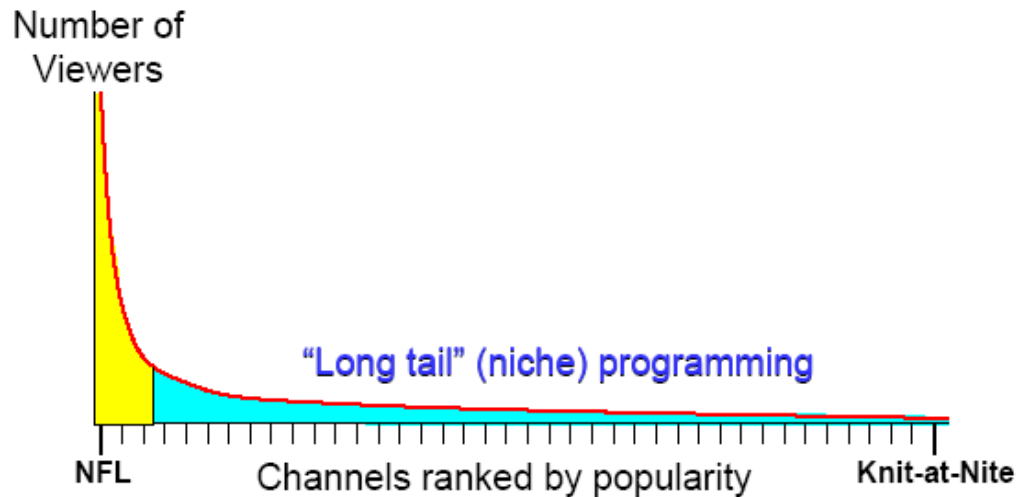 Number of
Viewers
“Long tail” (niche) programming
NFL
Channels ranked by popularity
Knit-at-Nite